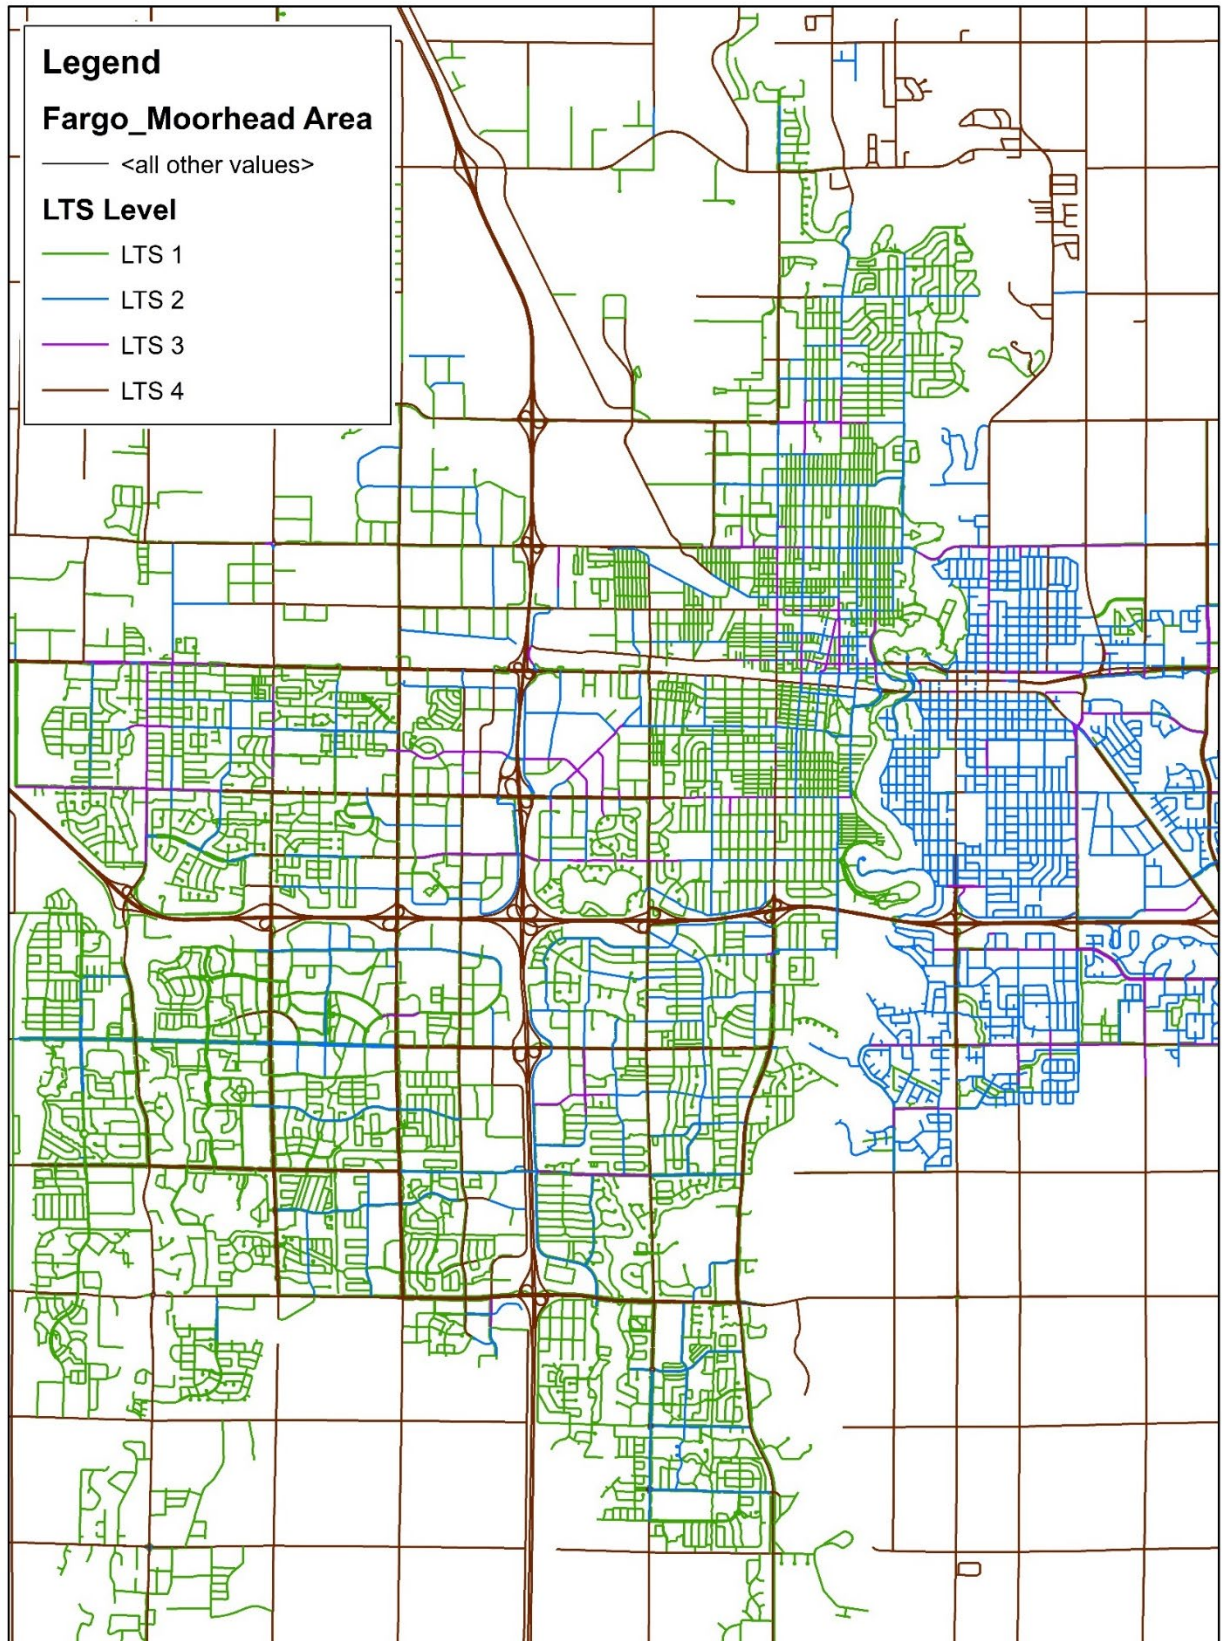 Legend
Fargo_Moorhead Area
<all other values>
LTS Level
LTS 1
LTS 2
LTS 3
LTS 4